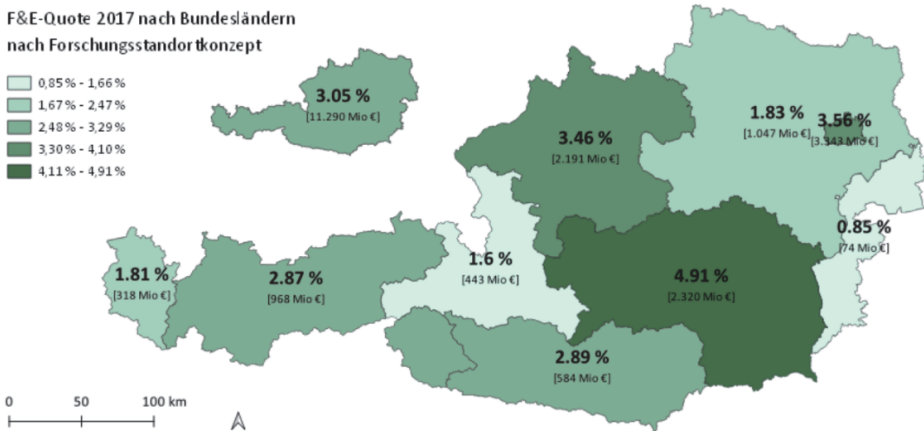 F&E-Quote 2017 nach Bundesländern
nach Forschungsstandortkonzept
0,85% - 1,66%
1,67% - 2,47%
2,48% - 3,29%
3,30% - 4,10%
4,11% - 4,91%
3.05 %
[11.290 Mio €]
3.46 %
[2.191 Mio €]
1.83 %
[1.047 Mio €]
3.56 %
[3.343 Mio €]
0.85 %
[74 Mio €]
1.81 %
[318 Mio €]
2.87 %
[968 Mio €]
1.6 %
[443 Mio €]
4.91 %
[2.320 Mio €]
2.89 %
[584 Mio €]
0 50 100 km